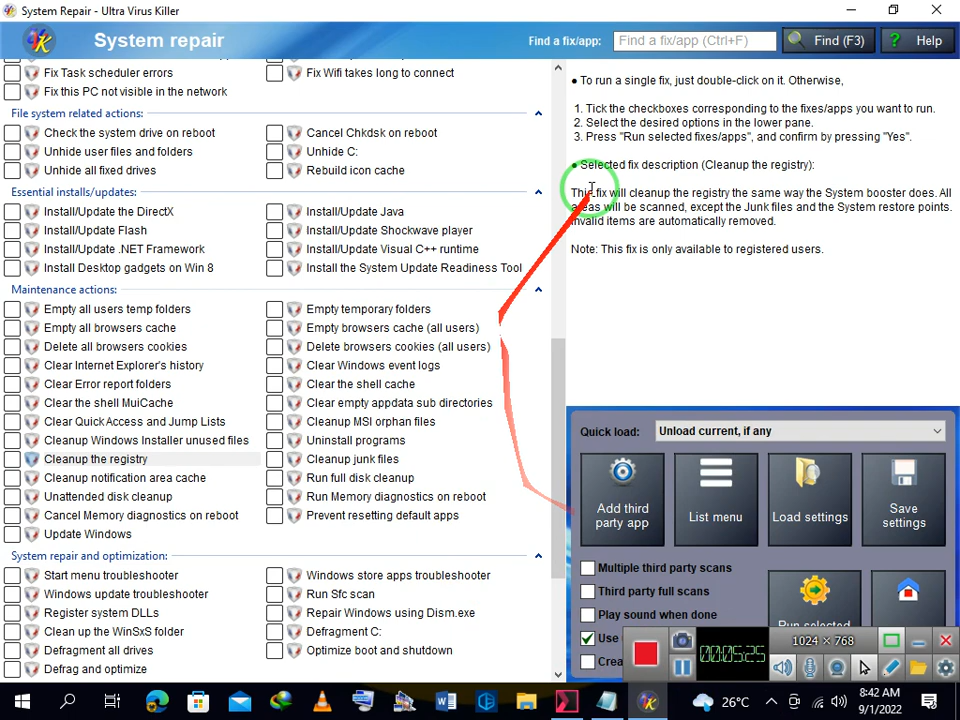 System Repair - Ultra Virus Killer
System repair
Find a fix/app:
Find a fix/app (Ctrl+F)
Find (F3)
? Help
Fix Task scheduler errors
Fix Wifi takes long to connect
Fix this PC not visible in the network
File system related actions:
Check the system drive on reboot
Cancel Chkdsk on reboot
Unhide user files and folders
Unhide C:
Unhide all fixed drives
Rebuild icon cache
Essential installs/updates:
Install/Update the DirectX
Install/Update Java
Install/Update Flash
Install/Update Shockwave player
Install/Update .NET Framework
Install/Update Visual C++ runtime
Install Desktop gadgets on Win 8
Install the System Update Readiness Tool
Maintenance actions:
Empty all users temp folders
Empty temporary folders
Empty all browsers cache
Empty browsers cache (all users)
Delete all browsers cookies
Delete browsers cookies (all users)
Clear Internet Explorer's history
Clear Windows event logs
Clear Error report folders
Clear the shell cache
Clear the shell MuiCache
Clear empty appdata sub directories
Clear Quick Access and Jump Lists
Cleanup MSI orphan files
Cleanup Windows Installer unused files
Uninstall programs
Cleanup the registry
Cleanup junk files
Cleanup notification area cache
Run full disk cleanup
Unattended disk cleanup
Run Memory diagnostics on reboot
Cancel Memory diagnostics on reboot
Prevent resetting default apps
Update Windows
System repair and optimization:
Start menu troubleshooter
Windows store apps troubleshooter
Windows update troubleshooter
Run Sfc scan
Register system DLLs
Repair Windows using Dism.exe
Clean up the WinSxS folder
Defragment C:
Defragment all drives
Optimize boot and shutdown
Defrag and optimize
● To run a single fix, just double-click on it. Otherwise,
1. Tick the checkboxes corresponding to the fixes/apps you want to run.
2. Select the desired options in the lower pane.
3. Press "Run selected fixes/apps", and confirm by pressing "Yes".
● Selected fix description (Cleanup the registry):
This fix will cleanup the registry the same way the System booster does. All
areas will be scanned, except the Junk files and the System restore points.
Invalid items are automatically removed.
Note: This fix is only available to registered users.
Quick load:
Unload current, if any
Add third
party app
List menu
Load settings
Save
settings
Multiple third party scans
Third party full scans
Play sound when done
Use
Crea
Run selected
1024 × 768
00:05:25
26°C
8:42 AM
9/1/2022